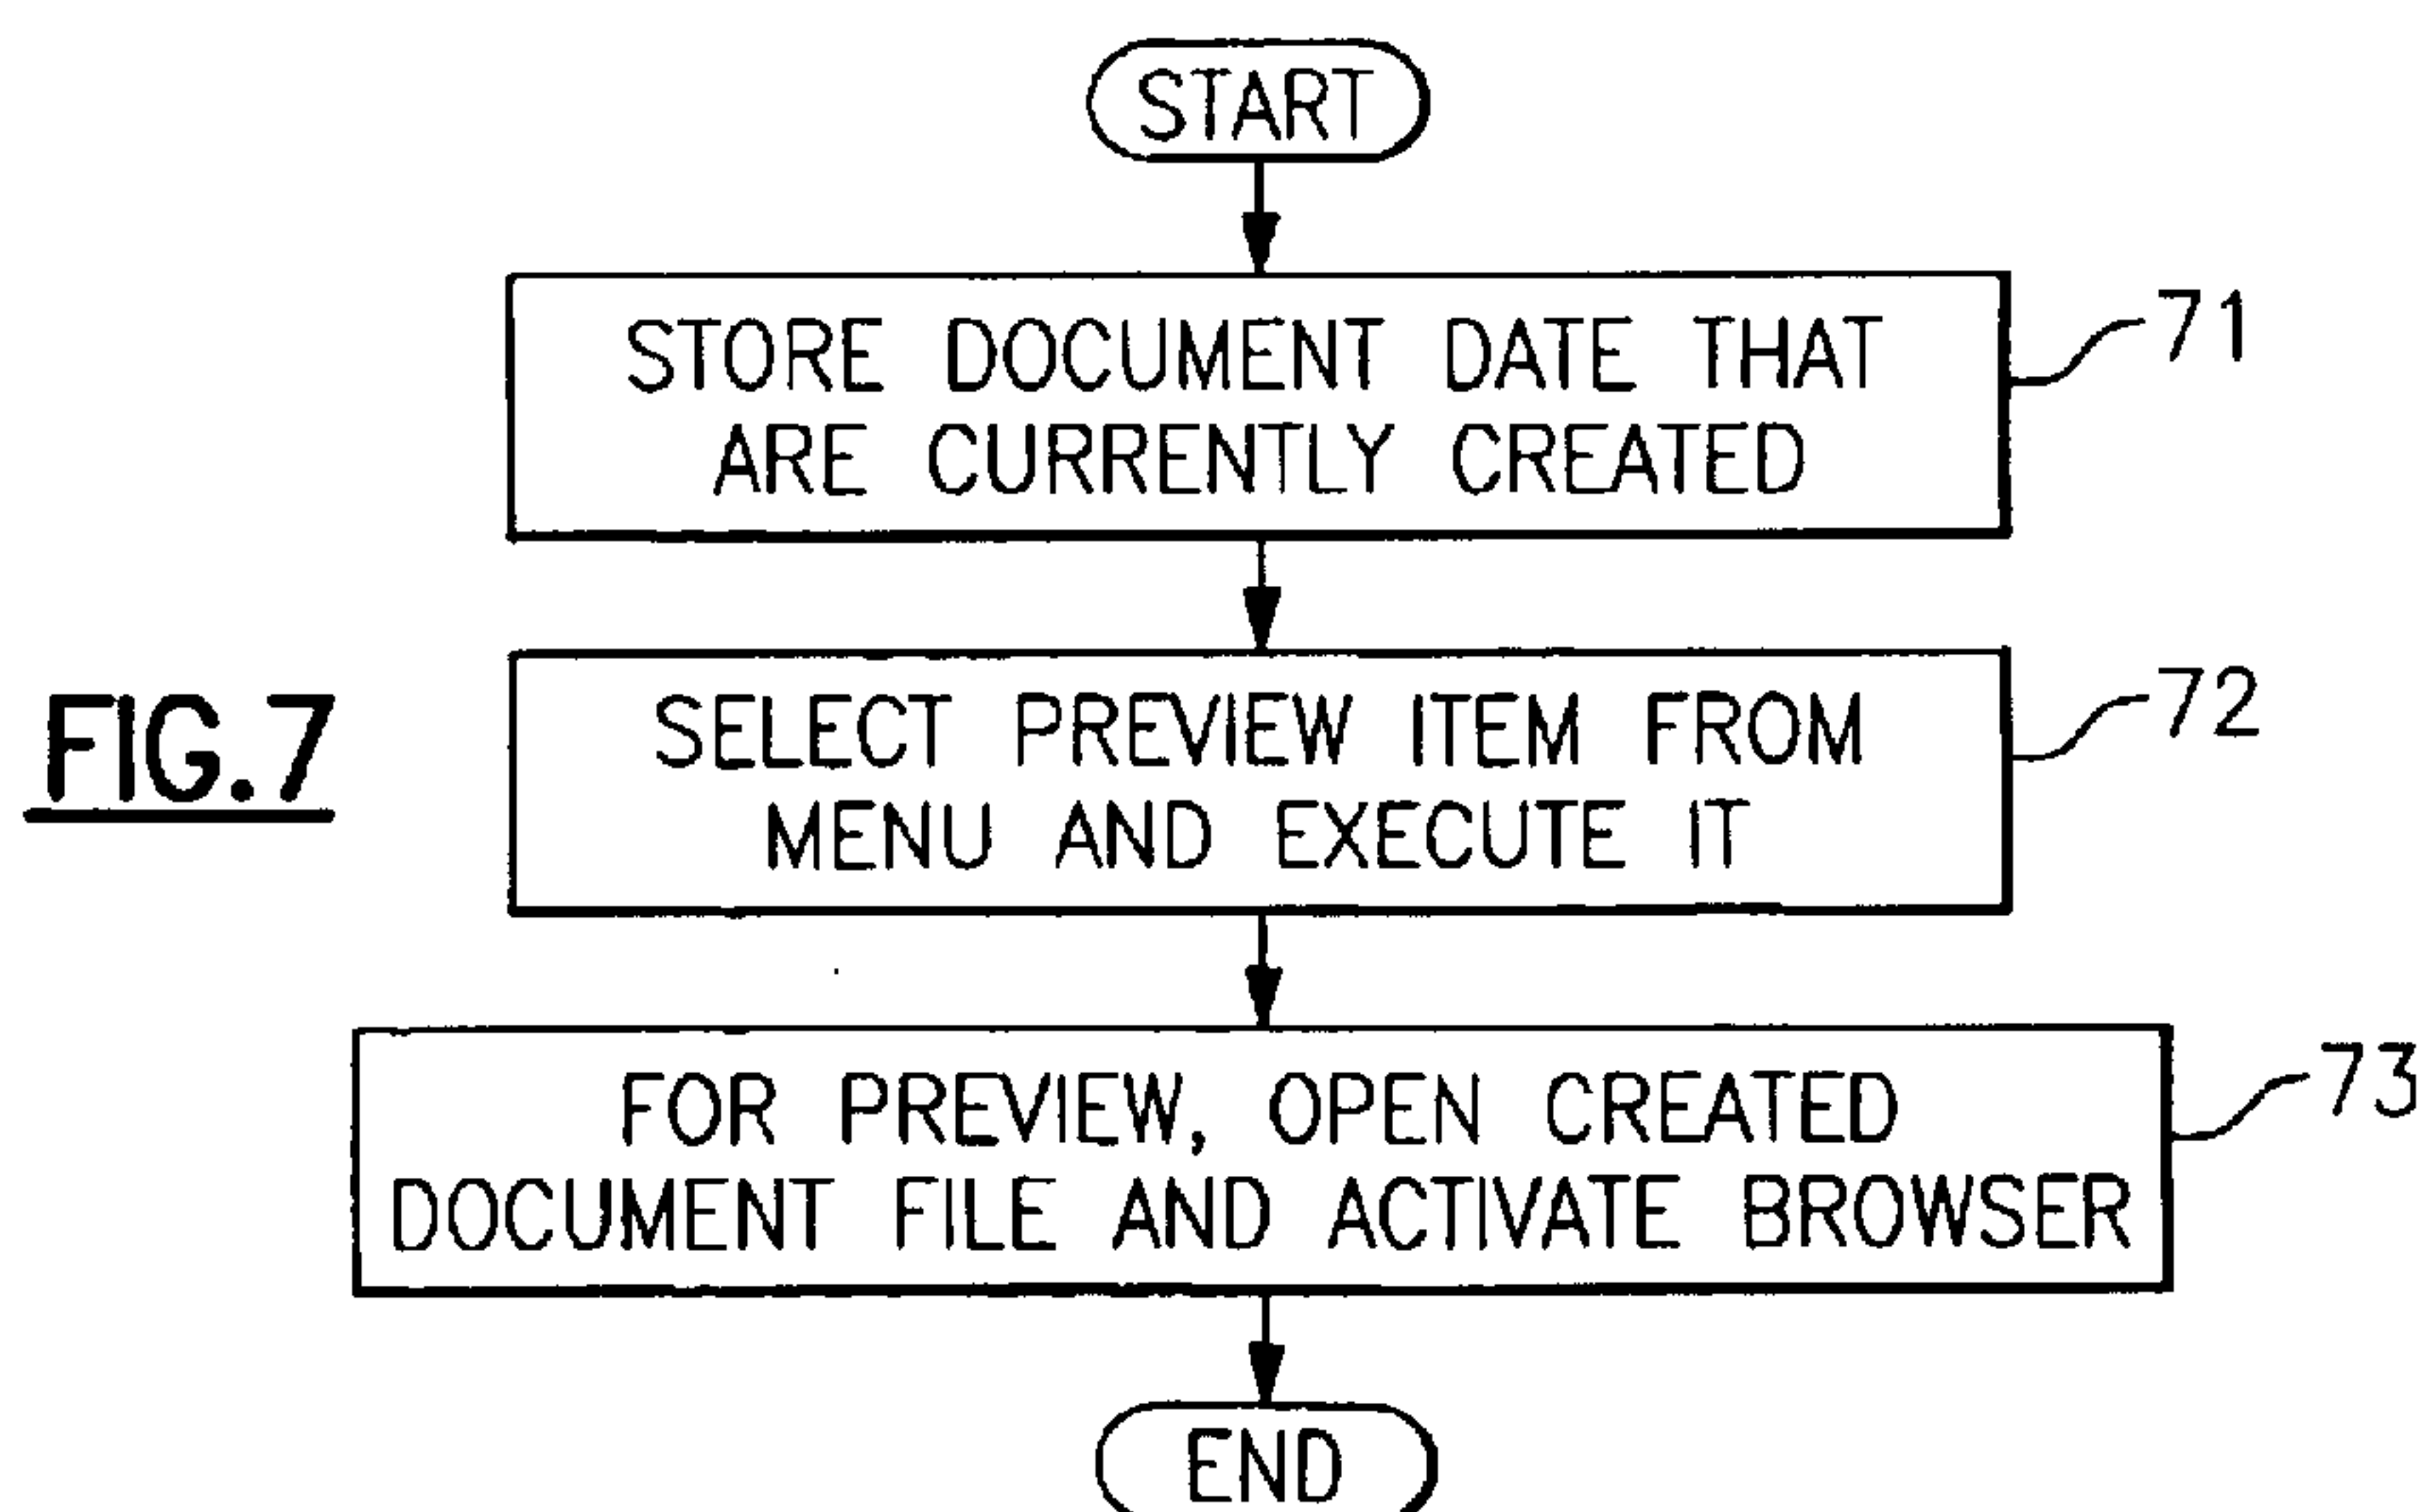 START
STORE DOCUMENT DATE THAT
ARE CURRENTLY CREATED
71
SELECT PREVIEW ITEM FROM
MENU AND EXECUTE IT
72
FIG.7
FOR PREVIEW, OPEN CREATED
DOCUMENT FILE AND ACTIVATE BROWSER
73
END